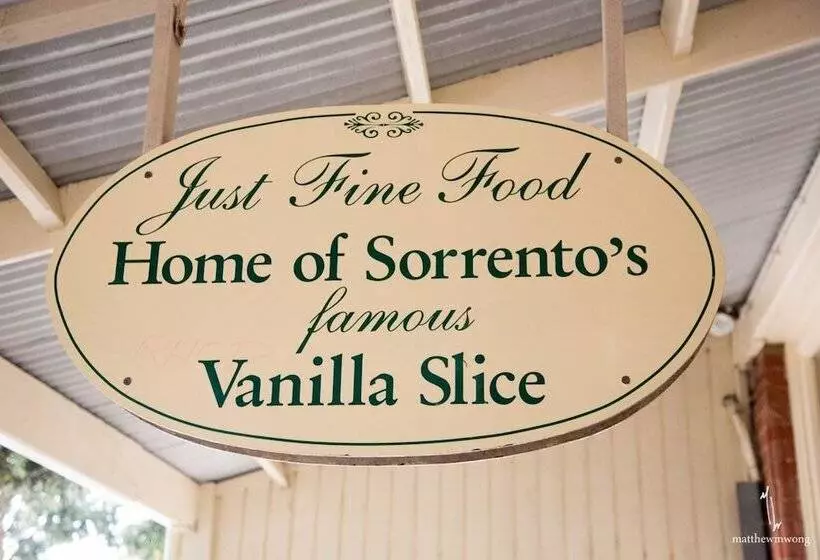 Just Fine Food
Home of Sorrento's
famous
Vanilla Slice
matthewmwong